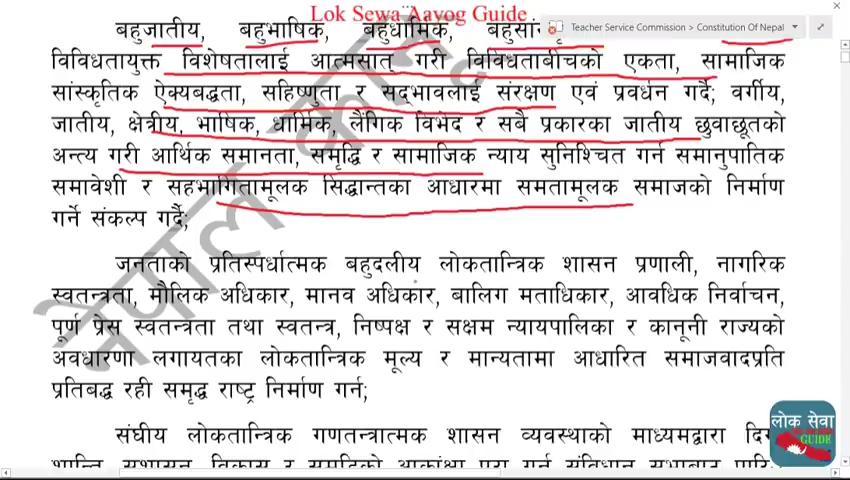 Lok Sewa Aayog Guide
Teacher Service Commission > Constitution Of Nepal
बहुजातीय, बहुभाषिक, बहुधार्मिक,
विविधतायुक्त विशेषतालाई आत्मसात् गरी विविधताबीचको एकता, सामाजिक
सांस्कृतिक ऐक्यबद्धता, सहिष्णुता र सद्भावलाई संरक्षण एवं प्रवर्धन गर्दै; वर्गीय,
जातीय, क्षेत्रीय, भाषिक, धार्मिक, लैंगिक विभेद र सबै प्रकारका जातीय छुवाछूतको
अन्त्य गरी आर्थिक समानता, समृद्धि र सामाजिक न्याय सुनिश्चित गर्न समानुपातिक
समावेशी र सहभागितामूलक सिद्धान्तका आधारमा समतामूलक समाजको निर्माण
गर्ने संकल्प गर्दै;
जनताको प्रतिस्पर्धात्मक बहुदलीय लोकतान्त्रिक शासन प्रणाली, नागरिक
स्वतन्त्रता, मौलिक अधिकार, मानव अधिकार, बालिग मताधिकार, आवधिक निर्वाचन,
पूर्ण प्रेस स्वतन्त्रता तथा स्वतन्त्र, निष्पक्ष र सक्षम न्यायपालिका र कानूनी राज्यको
अवधारणा लगायतका लोकतान्त्रिक मूल्य र मान्यतामा आधारित समाजवादप्रति
प्रतिबद्ध रही समृद्ध राष्ट्र निर्माण गर्न;
संघीय लोकतान्त्रिक गणतन्त्रात्मक शासन व्यवस्थाको माध्यमद्वारा
शान्ति, सुशासन, विकास र समृद्धिको आकांक्षा पूरा गर्न संविधान सभाबाट
लोक सेवा
GUIDE